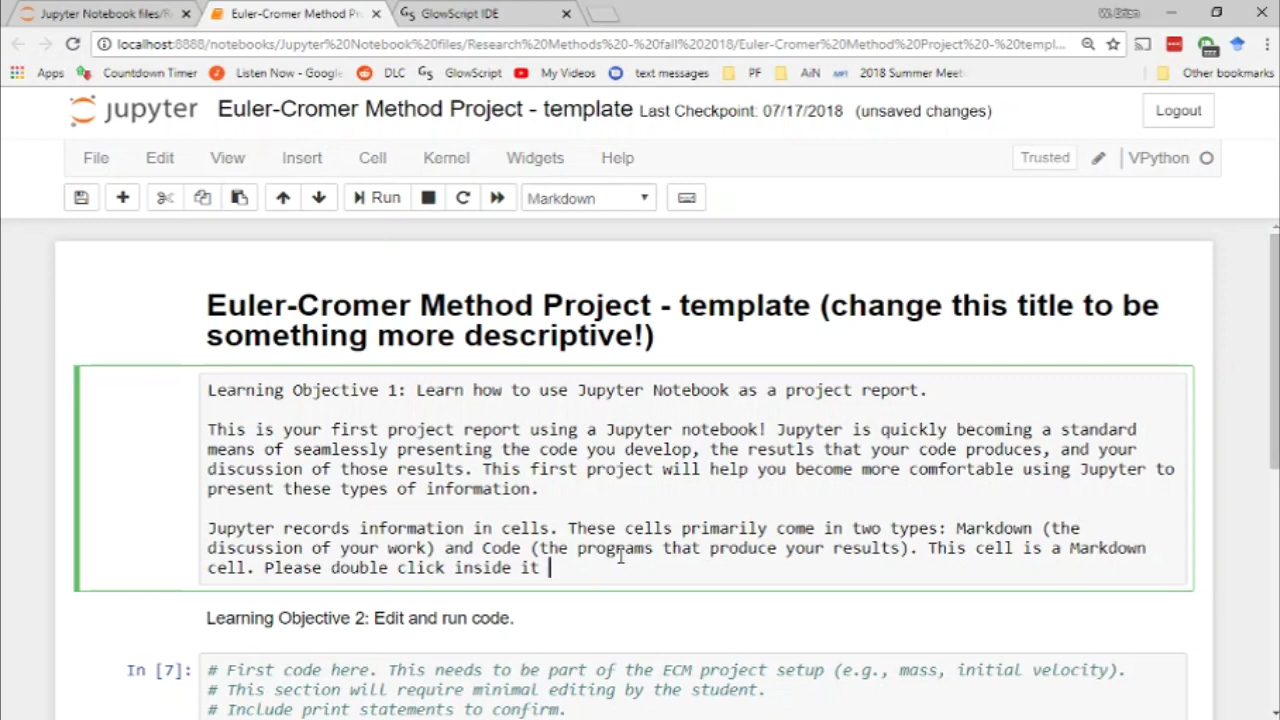 Jupyter Notebook files/R
Euler-Cromer Method Pr
GlowScript IDE
localhost:8888/notebooks/Jupyter%20Notebook%20files/Research%20Methods%20-%20fall%202018/Euler-Cromer%20Method%20Project%20-%20templ...
Apps Countdown Timer Listen Now - Google DLC GlowScript My Videos text messages PF AiN 2018 Summer Meet Other bookmarks
jupyter Euler-Cromer Method Project - template Last Checkpoint: 07/17/2018 (unsaved changes) Logout
File Edit View Insert Cell Kernel Widgets Help Trusted VPython
Run Markdown
Euler-Cromer Method Project - template (change this title to be
something more descriptive!)
Learning Objective 1: Learn how to use Jupyter Notebook as a project report.
This is your first project report using a Jupyter notebook! Jupyter is quickly becoming a standard
means of seamlessly presenting the code you develop, the resutls that your code produces, and your
discussion of those results. This first project will help you become more comfortable using Jupyter to
present these types of information.
Jupyter records information in cells. These cells primarily come in two types: Markdown (the
discussion of your work) and Code (the programs that produce your results). This cell is a Markdown
cell. Please double click inside it
Learning Objective 2: Edit and run code.
In [7]: # First code here. This needs to be part of the ECM project setup (e.g., mass, initial velocity).
# This section will require minimal editing by the student.
# Include print statements to confirm.